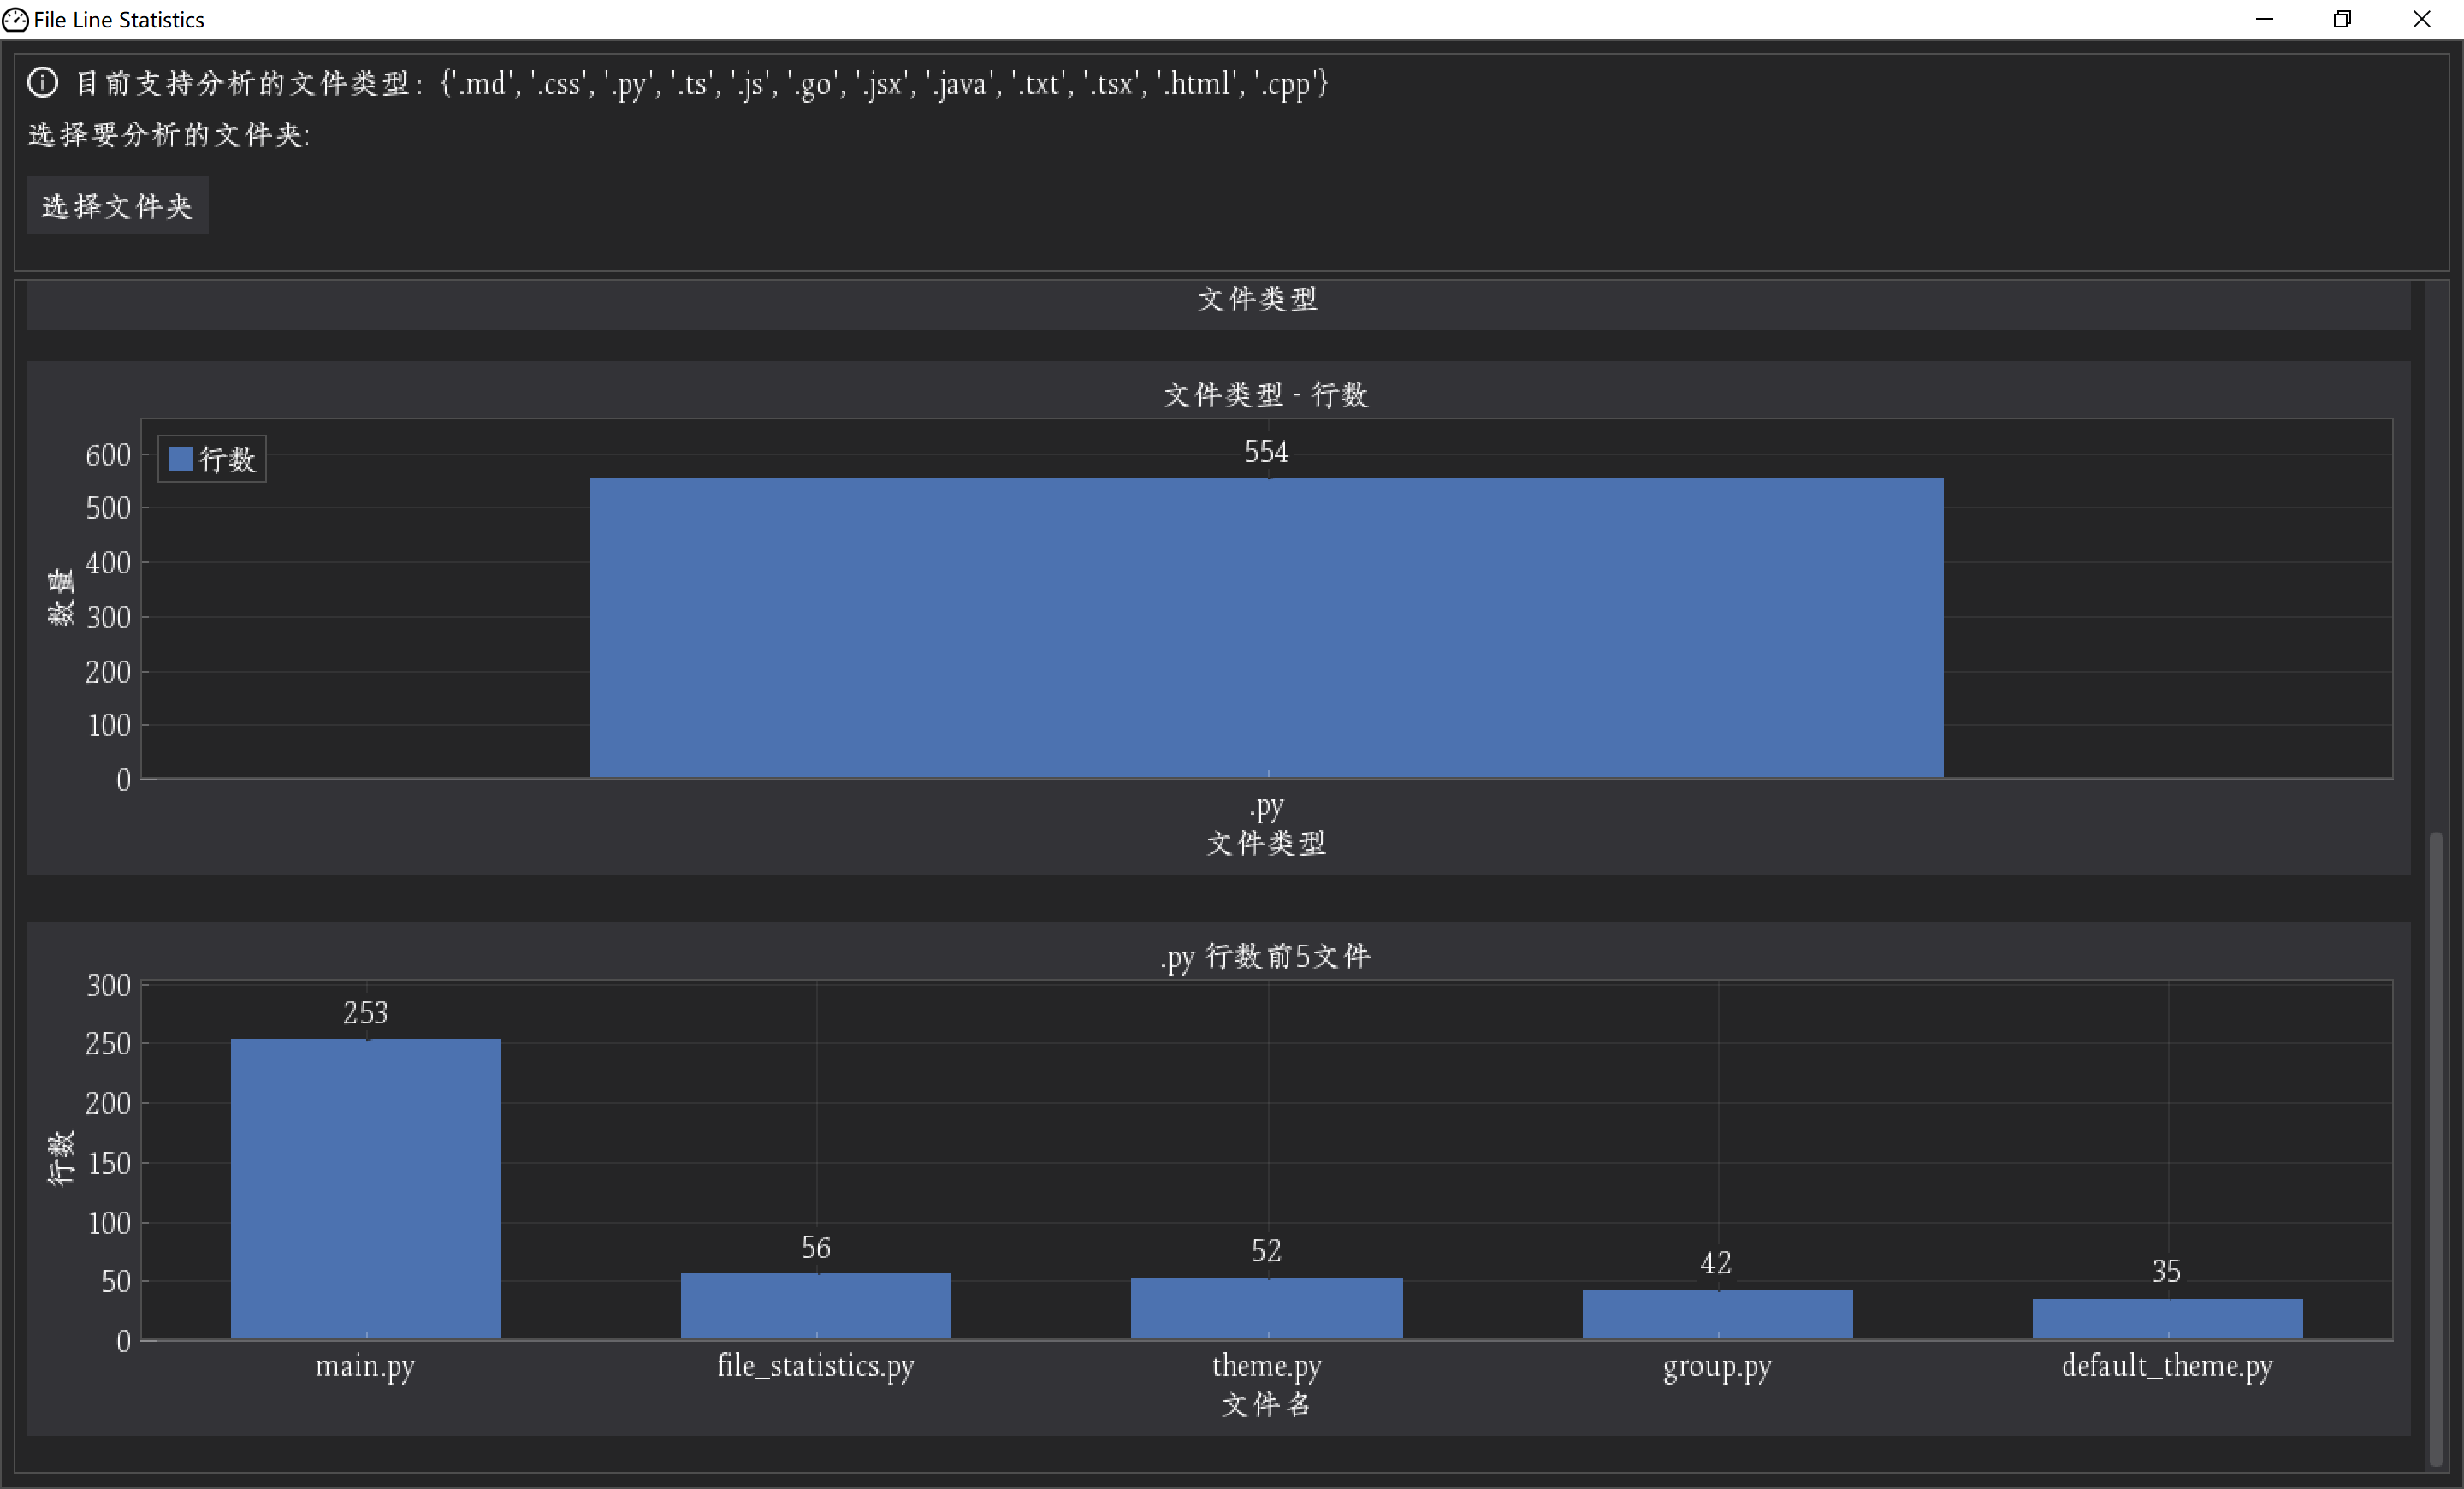 File Line Statistics
目前支持分析的文件类型: {'.md', '.css', '.py', '.ts', '.js', '.go', '.jsx', '.java', '.txt', '.tsx', '.html', '.cpp'}
选择要分析的文件夹:
选择文件夹
文件类型
文件类型 - 行数
行数
554
600
500
400
300
200
100
0
数量
.py
文件类型
.py 行数前5文件
300
250
200
150
100
50
0
行数
253
56
52
42
35
main.py
file_statistics.py
theme.py
group.py
default_theme.py
文件名